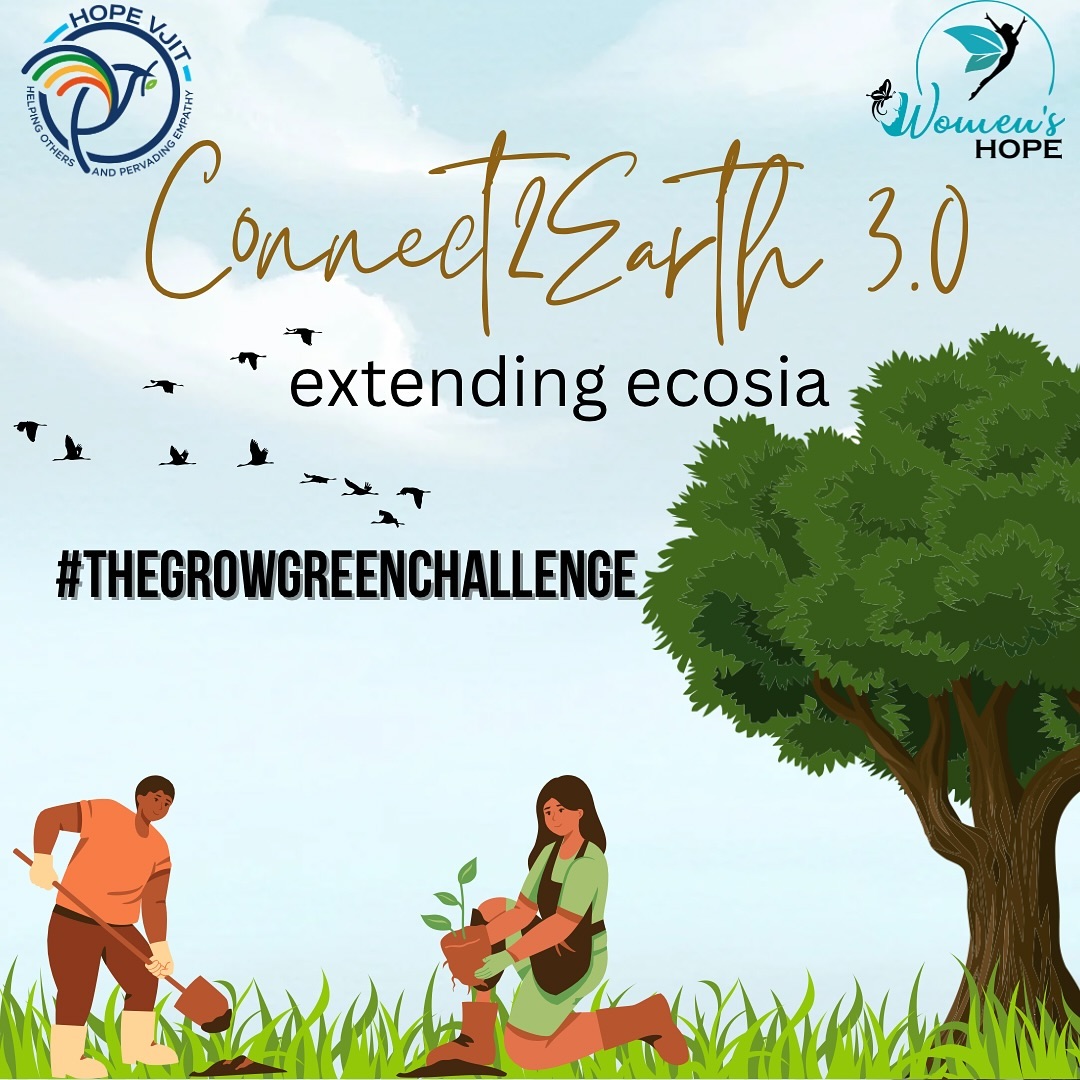 HOPE VJIT
HELPING OTHERS AND PERVADING EMPATHY
Women's
HOPE
Connect2Earth 3.0
extending ecosia
#THEGROWGREENCHALLENGE